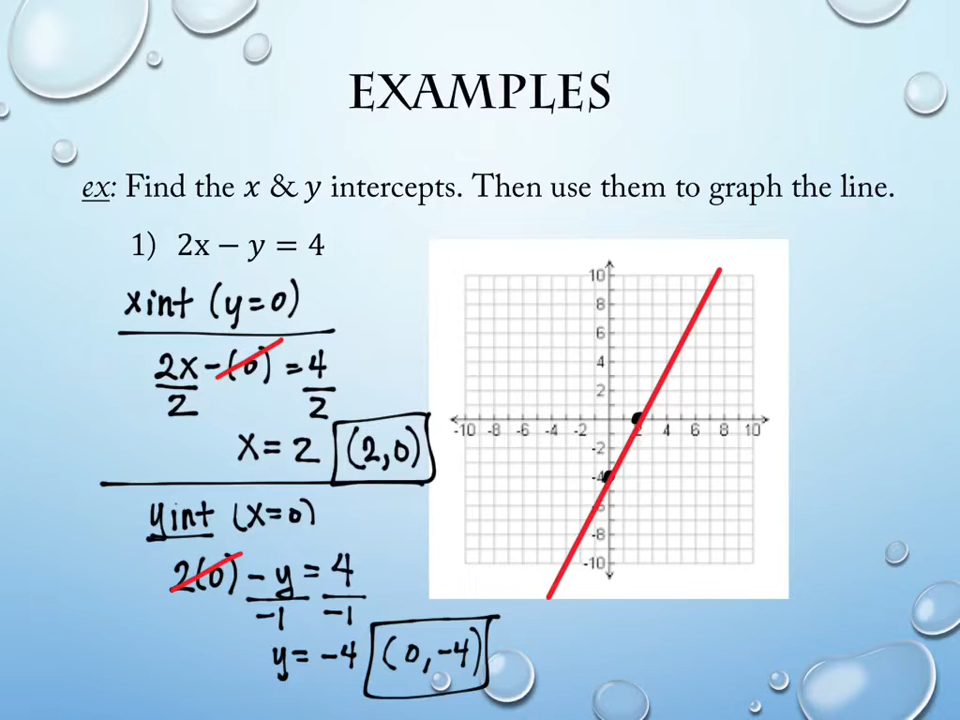 EXAMPLES
ex: Find the x & y intercepts. Then use them to graph the line.
1) 2x − y = 4
x int (y=0)
2x -(0) = 4
2 2
x = 2 (2,0)
y int (x=0)
2(0) - y = 4
-1 -1
y = -4 (0,-4)
10
8
6
4
2
-10 -8 -6 -4 -2 2 4 6 8 10
-2
-4
-6
-8
-10